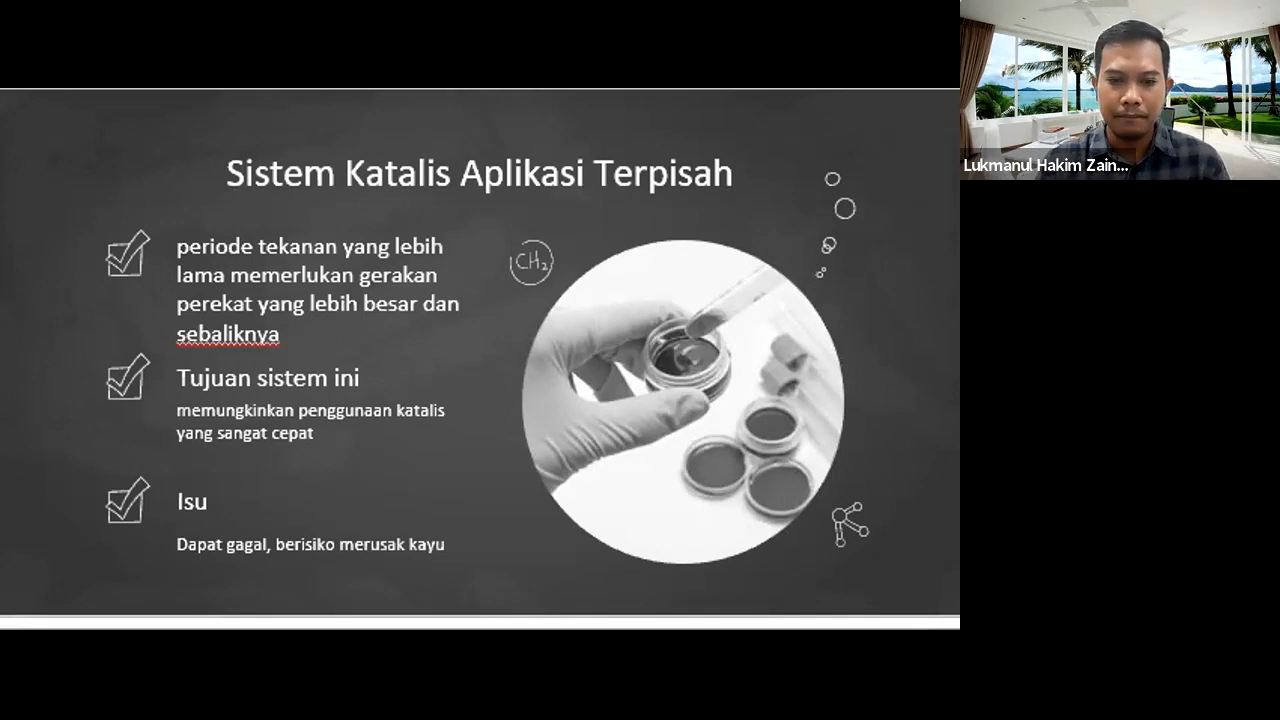 Sistem Katalis Aplikasi Terpisah
periode tekanan yang lebih
lama memerlukan gerakan
perekat yang lebih besar dan
sebaliknya
Tujuan sistem ini
memungkinkan penggunaan katalis
yang sangat cepat
Isu
Dapat gagal, berisiko merusak kayu
CH₂
Lukmanul Hakim Zain...